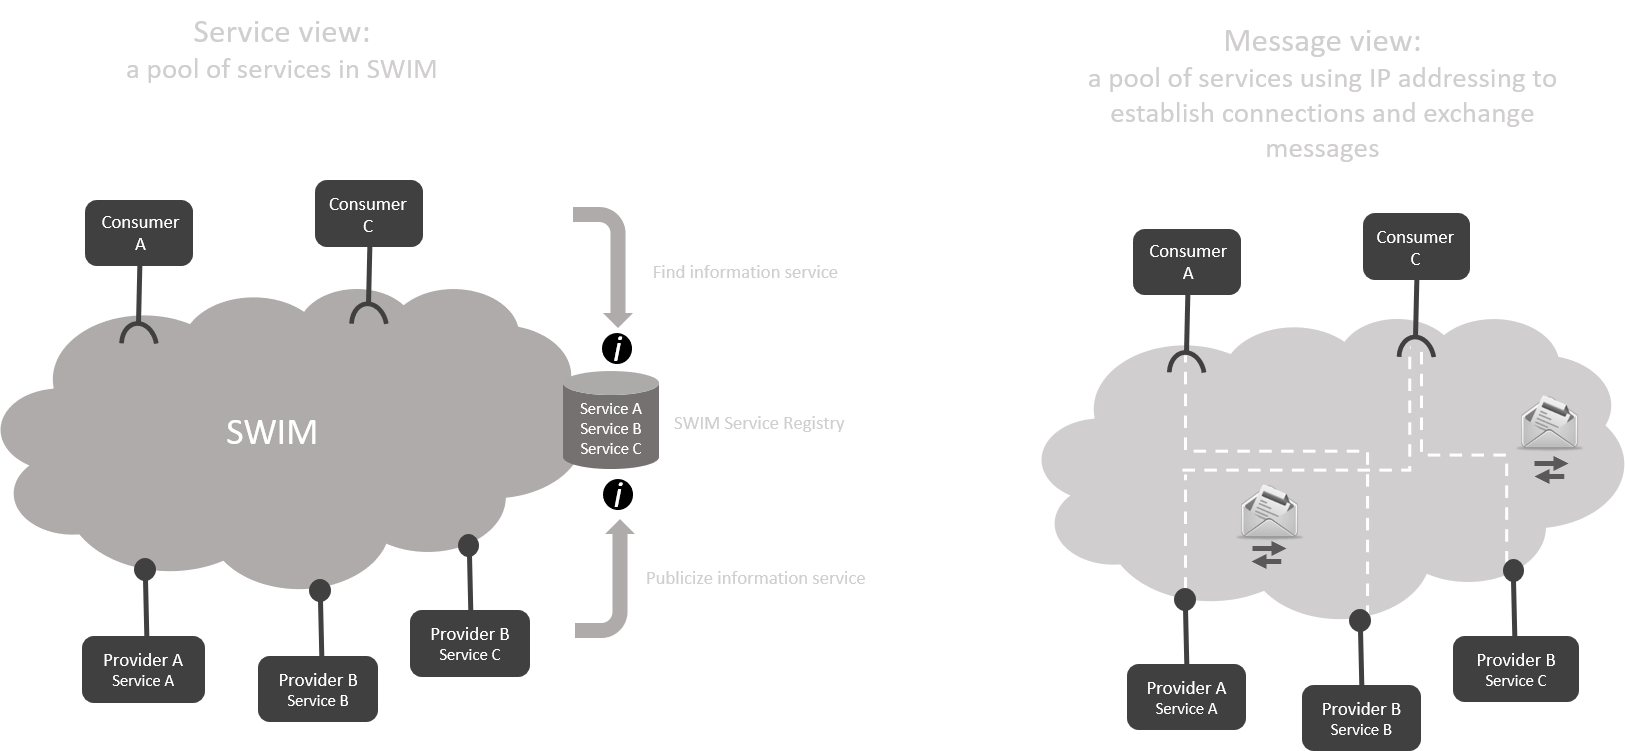 Service view:
a pool of services in SWIM
Consumer
A
Consumer
C
Find information service
i
SWIM
Service A
Service B
Service C
SWIM Service Registry
i
Publicize information service
Provider A
Service A
Provider B
Service B
Provider B
Service C
Message view:
a pool of services using IP addressing to
establish connections and exchange
messages
Consumer
A
Consumer
C
Provider A
Service A
Provider B
Service B
Provider B
Service C